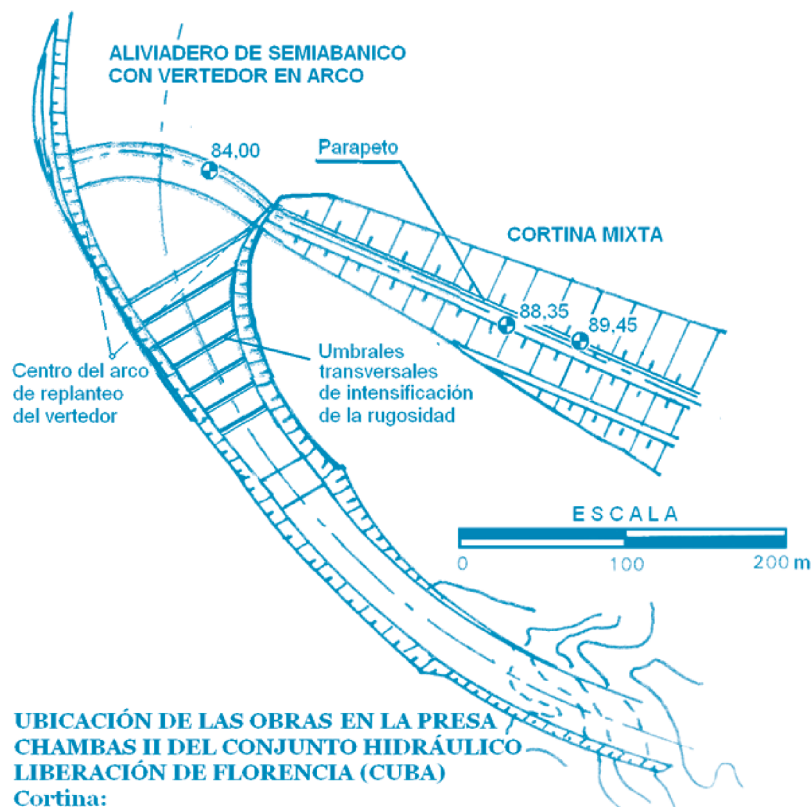 ALIVIADERO DE SEMIABANICO
CON VERTEDOR EN ARCO
84,00
Parapeto
CORTINA MIXTA
88,35
89,45
Centro del arco
de replanteo
del vertedor
Umbrales
transversales
de intensificación
de la rugosidad
ESCALA
0 100 200 m
UBICACIÓN DE LAS OBRAS EN LA PRESA
CHAMBAS II DEL CONJUNTO HIDRÁULICO
LIBERACIÓN DE FLORENCIA (CUBA)
Cortina: